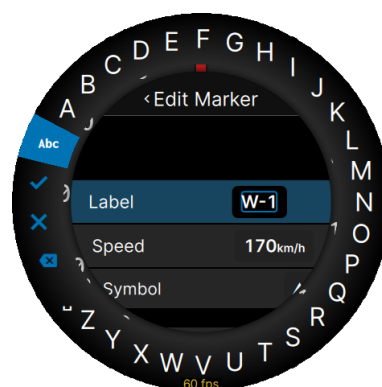 A B C D E F G H I J K L M N O P Q R S T U V W X Y Z
Abc
‹Edit Marker
Label W-1
Speed 170km/h
Symbol
60 fps